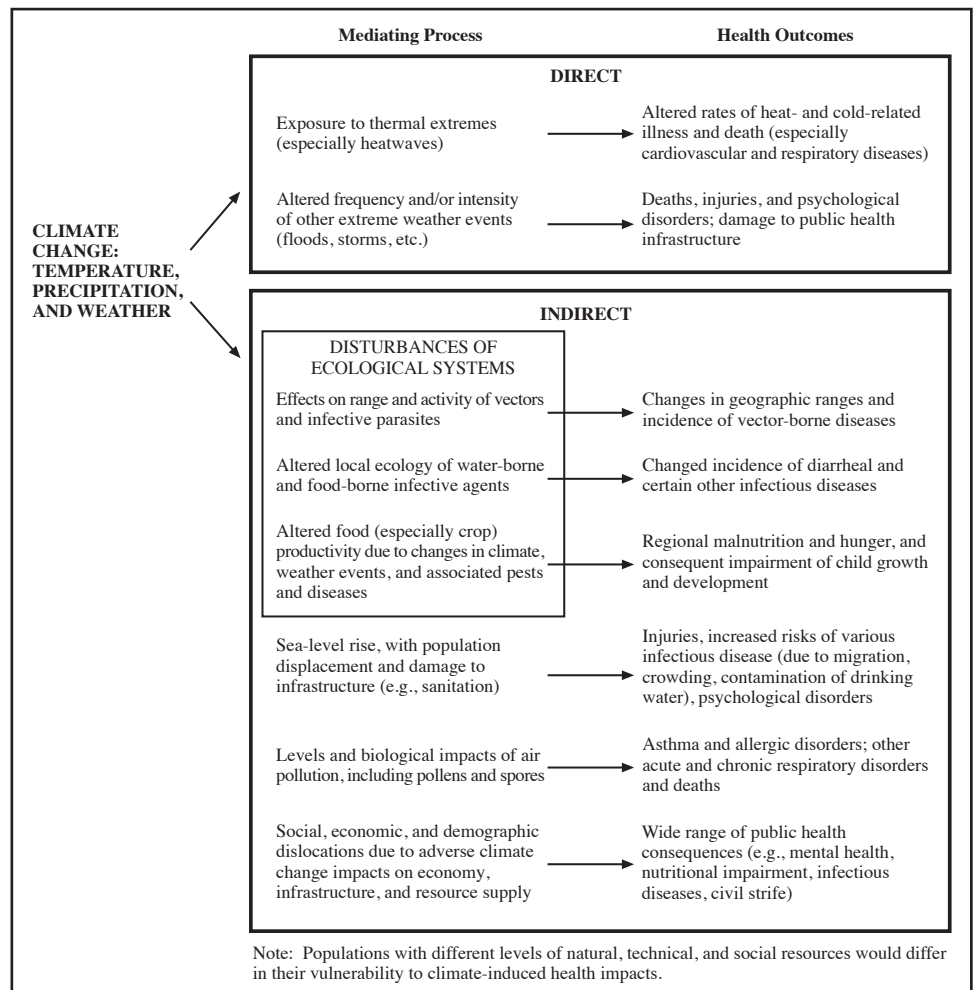 Mediating Process
Health Outcomes
DIRECT
Exposure to thermal extremes
(especially heatwaves)
Altered rates of heat- and cold-related
illness and death (especially
cardiovascular and respiratory diseases)
Altered frequency and/or intensity
of other extreme weather events
(floods, storms, etc.)
Deaths, injuries, and psychological
disorders; damage to public health
infrastructure
CLIMATE
CHANGE:
TEMPERATURE,
PRECIPITATION,
AND WEATHER
INDIRECT
DISTURBANCES OF
ECOLOGICAL SYSTEMS
Effects on range and activity of vectors
and infective parasites
Changes in geographic ranges and
incidence of vector-borne diseases
Altered local ecology of water-borne
and food-borne infective agents
Changed incidence of diarrheal and
certain other infectious diseases
Altered food (especially crop)
productivity due to changes in climate,
weather events, and associated pests
and diseases
Regional malnutrition and hunger, and
consequent impairment of child growth
and development
Sea-level rise, with population
displacement and damage to
infrastructure (e.g., sanitation)
Injuries, increased risks of various
infectious disease (due to migration,
crowding, contamination of drinking
water), psychological disorders
Levels and biological impacts of air
pollution, including pollens and spores
Asthma and allergic disorders; other
acute and chronic respiratory disorders
and deaths
Social, economic, and demographic
dislocations due to adverse climate
change impacts on economy,
infrastructure, and resource supply
Wide range of public health
consequences (e.g., mental health,
nutritional impairment, infectious
diseases, civil strife)
Note: Populations with different levels of natural, technical, and social resources would differ
in their vulnerability to climate-induced health impacts.